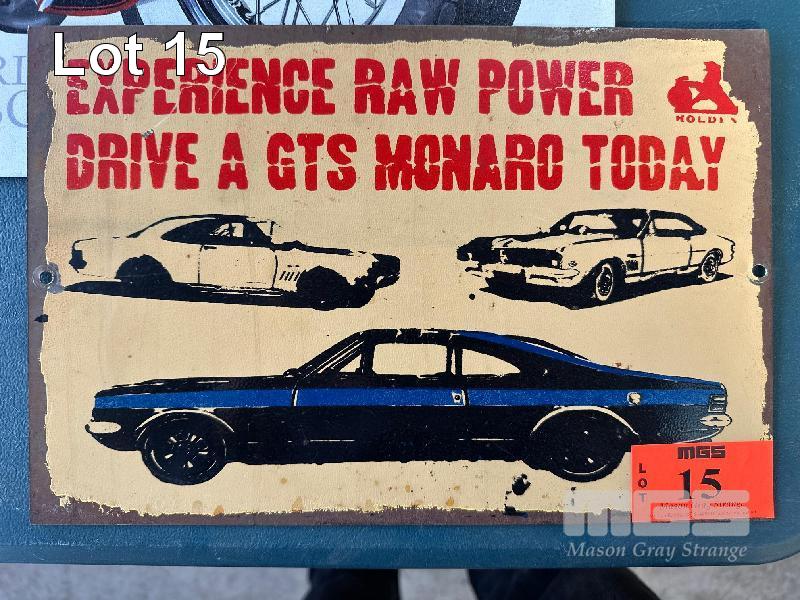 Lot 15
EXPERIENCE RAW POWER
HOLDEN
DRIVE A GTS MONARO TODAY
MGS
LOT
15
MGS
Mason Gray Strange